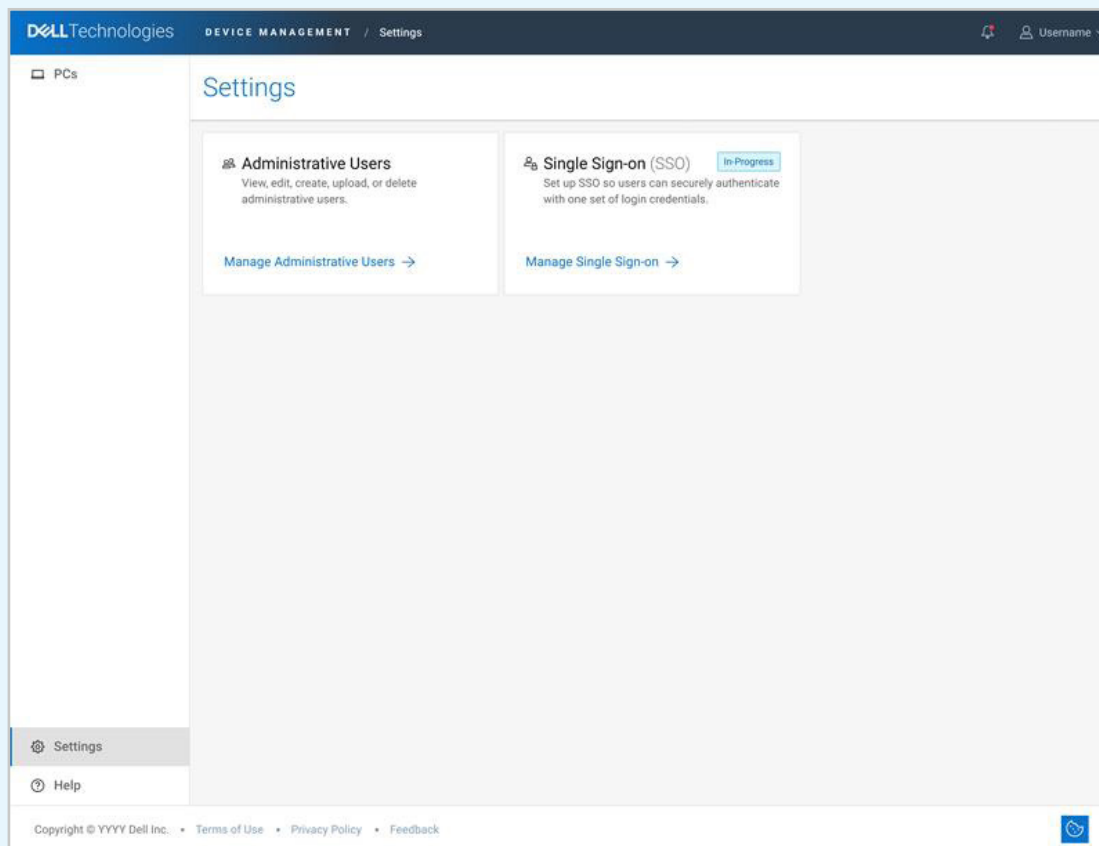 DELLTechnologies DEVICE MANAGEMENT / Settings Username
PCs
Settings
Administrative Users
View, edit, create, upload, or delete
administrative users.
Manage Administrative Users →
Single Sign-on (SSO) In-Progress
Set up SSO so users can securely authenticate
with one set of login credentials.
Manage Single Sign-on →
Settings
Help
Copyright © YYYY Dell Inc. • Terms of Use • Privacy Policy • Feedback